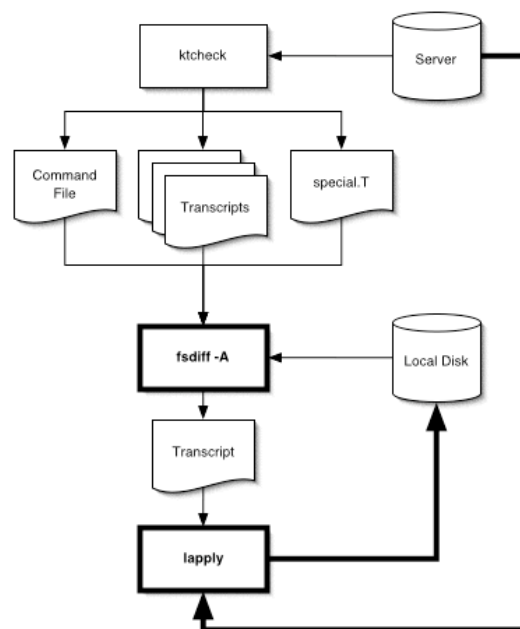 ktcheck
Server
Command
File
Transcripts
special.T
fsdiff -A
Local Disk
Transcript
lapply